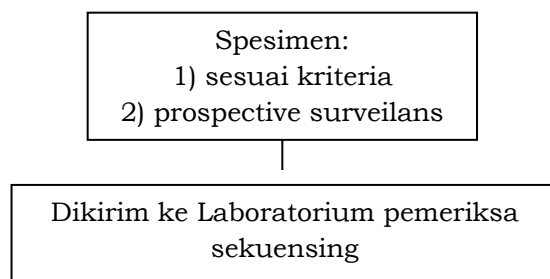 Spesimen:
1) sesuai kriteria
2) prospective surveilans
Dikirim ke Laboratorium pemeriksa
sekuensing